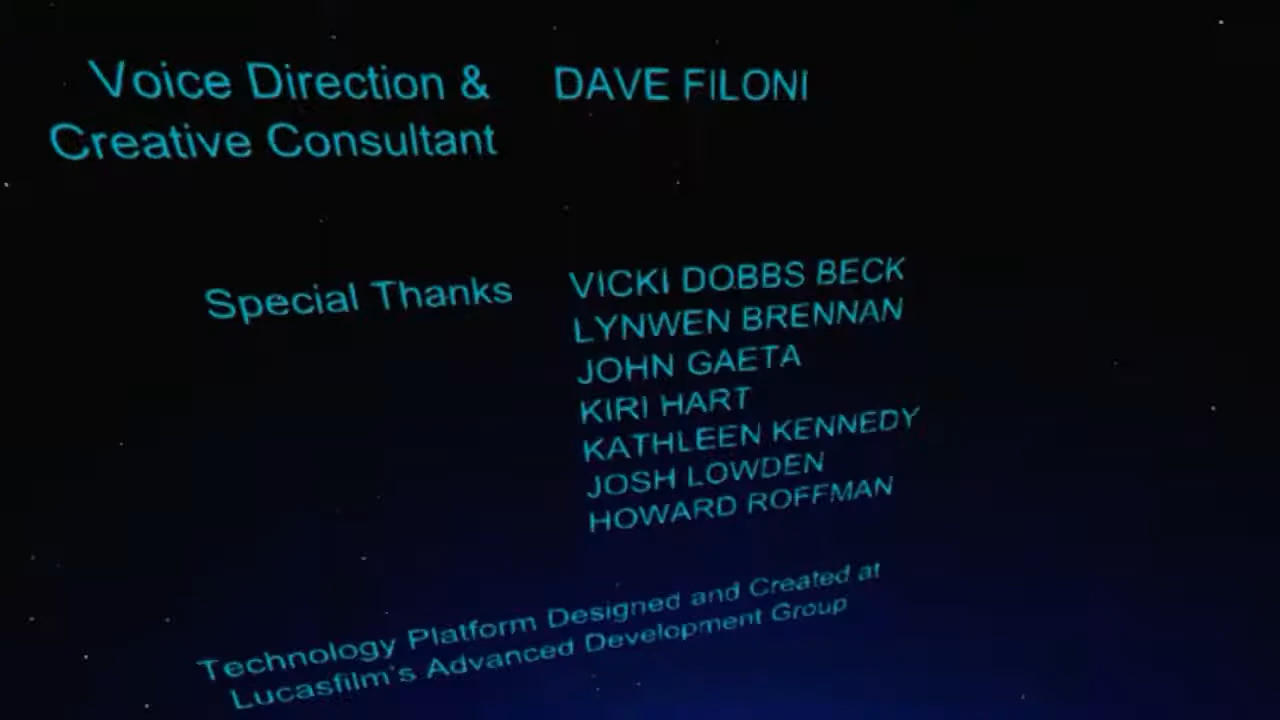 Voice Direction & DAVE FILONI
Creative Consultant
Special Thanks VICKI DOBBS BECK
LYNWEN BRENNAN
JOHN GAETA
KIRI HART
KATHLEEN KENNEDY
JOSH LOWDEN
HOWARD ROFFMAN
Technology Platform Designed and Created at
Lucasfilm's Advanced Development Group